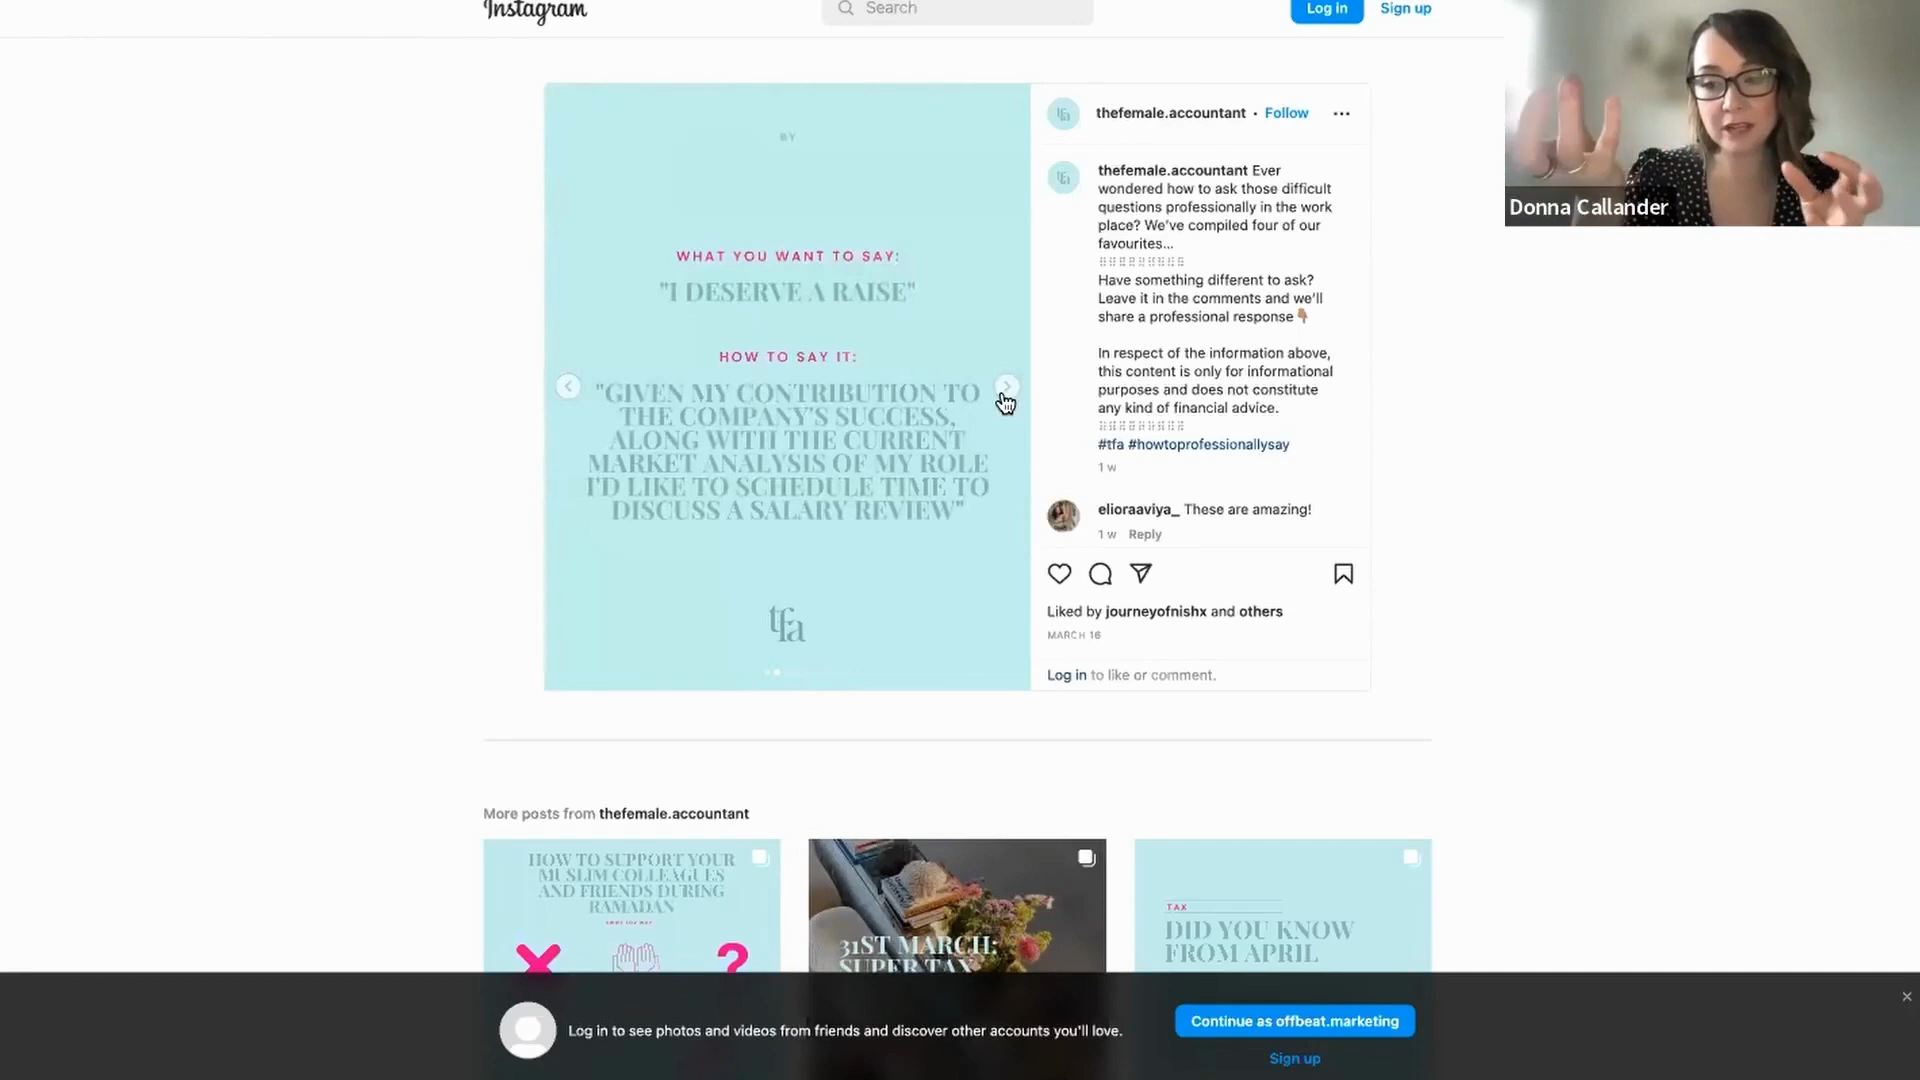 Instagram
Search
Log in
Sign up
Donna Callander
BY
WHAT YOU WANT TO SAY:
"I DESERVE A RAISE"
HOW TO SAY IT:
"GIVEN MY CONTRIBUTION TO
THE COMPANY'S SUCCESS,
ALONG WITH THE CURRENT
MARKET ANALYSIS OF MY ROLE
I'D LIKE TO SCHEDULE TIME TO
DISCUSS A SALARY REVIEW"
tfa
tfa
thefemale.accountant • Follow
tfa
thefemale.accountant Ever
wondered how to ask those difficult
questions professionally in the work
place? We've compiled four of our
favourites...
Have something different to ask?
Leave it in the comments and we'll
share a professional response
In respect of the information above,
this content is only for informational
purposes and does not constitute
any kind of financial advice.
#tfa #howtoprofessionallysay
1 w
elioraaviya_ These are amazing!
1 w Reply
Liked by journeyofnishx and others
MARCH 16
Log in to like or comment.
More posts from thefemale.accountant
HOW TO SUPPORT YOUR
MUSLIM COLLEAGUES
AND FRIENDS DURING
RAMADAN
?
31ST MARCH:
SUPER TAX
TAX
DID YOU KNOW
FROM APRIL
Log in to see photos and videos from friends and discover other accounts you'll love.
Continue as offbeat.marketing
Sign up